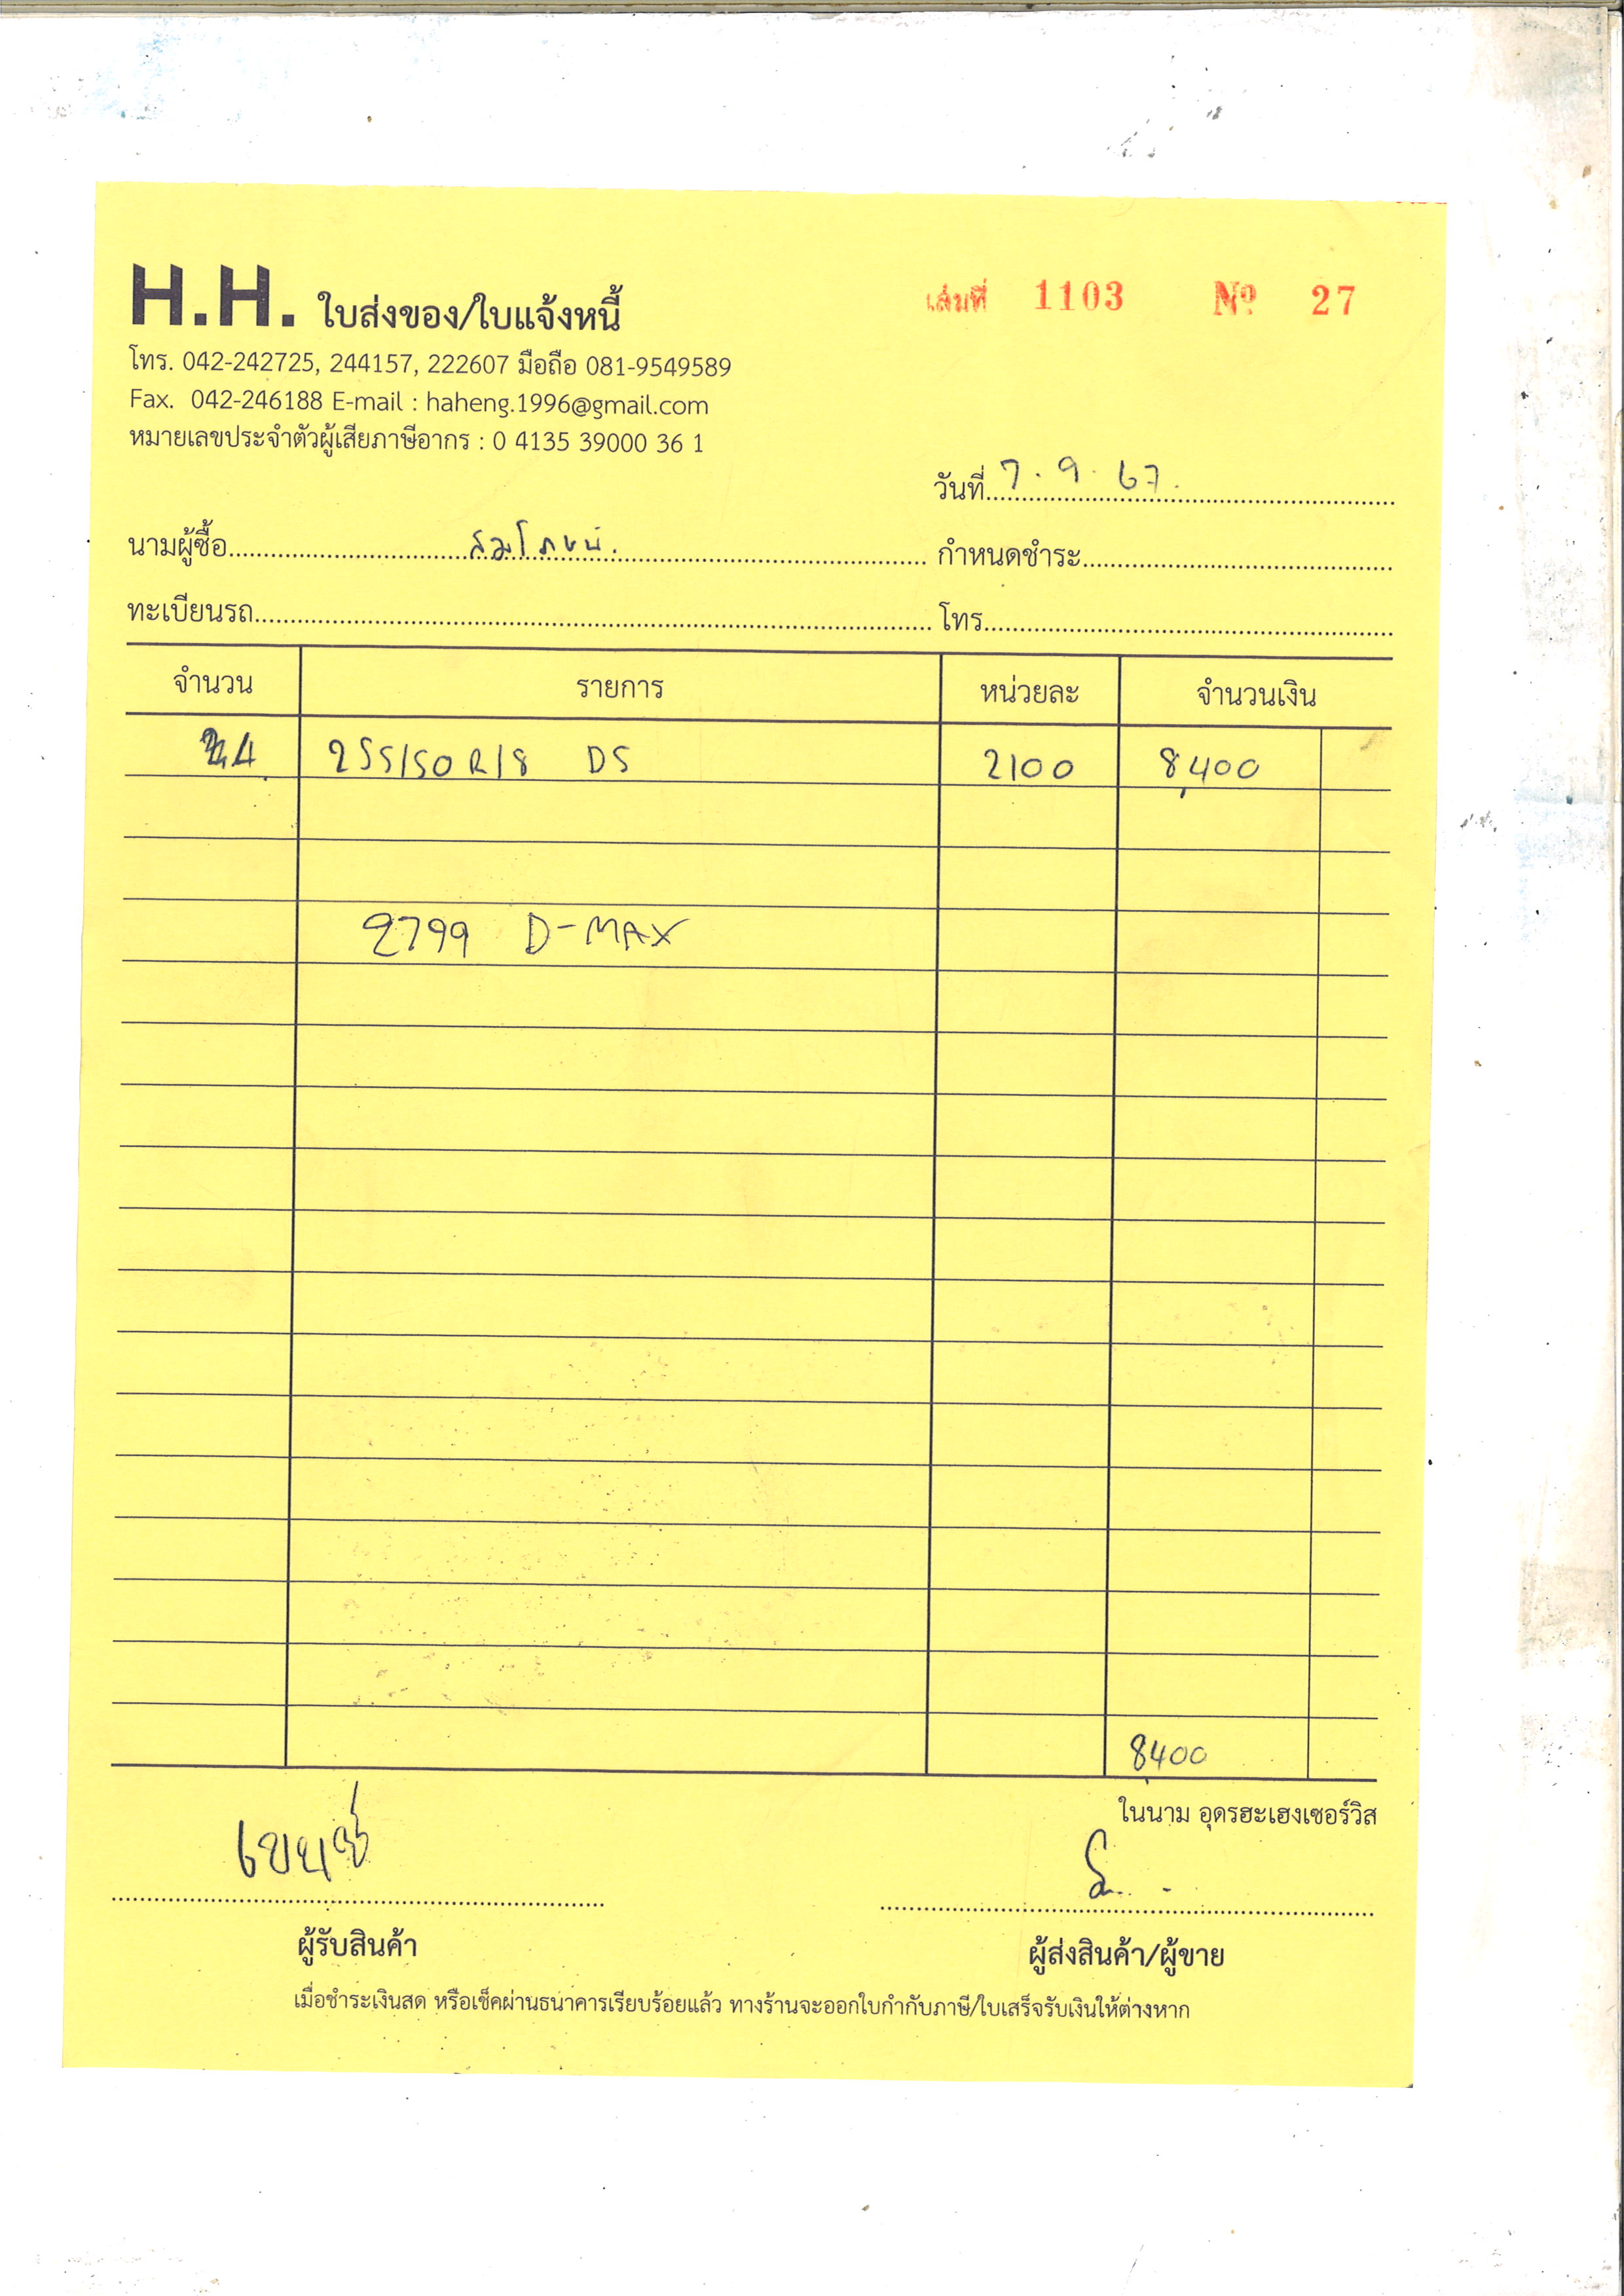 H.H. ใบส่งของ/ใบแจ้งหนี้ เล่มที่ 1103 Nº 27
โทร. 042-242725, 244157, 222607 มือถือ 081-9549589
Fax. 042-246188 E-mail : haheng.1996@gmail.com
หมายเลขประจำตัวผู้เสียภาษีอากร : 0 4135 39000 36 1
วันที่ 7.9.67.
นามผู้ซื้อ สมโภชน์. กำหนดชำระ
ทะเบียนรถ โทร
จำนวน รายการ หน่วยละ จำนวนเงิน
4 255/50R18 DS 2100 8,400
2799 D-MAX
8,400
ในนาม อุดรฮะเฮงเซอร์วิส
ผู้รับสินค้า ผู้ส่งสินค้า/ผู้ขาย
เมื่อชำระเงินสด หรือเช็คผ่านธนาคารเรียบร้อยแล้ว ทางร้านจะออกใบกำกับภาษี/ใบเสร็จรับเงินให้ต่างหาก